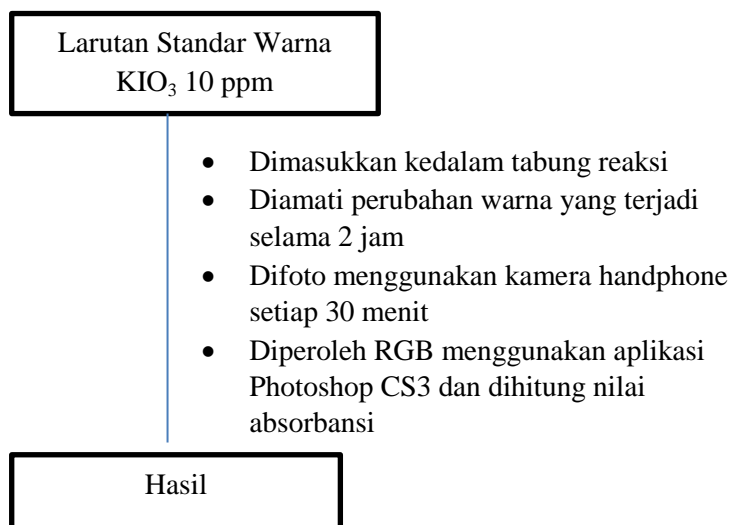 Larutan Standar Warna
KIO₃ 10 ppm
• Dimasukkan kedalam tabung reaksi
• Diamati perubahan warna yang terjadi
selama 2 jam
• Difoto menggunakan kamera handphone
setiap 30 menit
• Diperoleh RGB menggunakan aplikasi
Photoshop CS3 dan dihitung nilai
absorbansi
Hasil